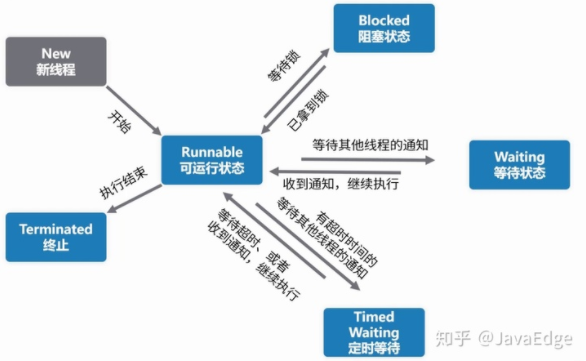 New
新线程
Blocked
阻塞状态
等待锁
已拿到锁
开始
Runnable
可运行状态
等待其他线程的通知
收到通知，继续执行
Waiting
等待状态
执行结束
Terminated
终止
等待超时、或者
收到通知，继续执行
有超时时间的
等待其他线程的通知
Timed
Waiting
定时等待
知乎 @JavaEdge